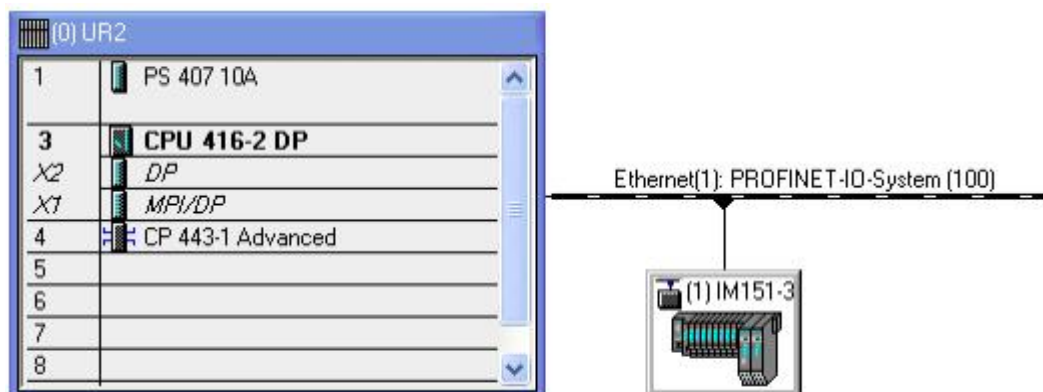 (0) UR2
1 PS 407 10A
3 CPU 416-2 DP
X2 DP
X1 MPI/DP
4 CP 443-1 Advanced
5
6
7
8
Ethernet(1): PROFINET-IO-System (100)
(1) IM151-3